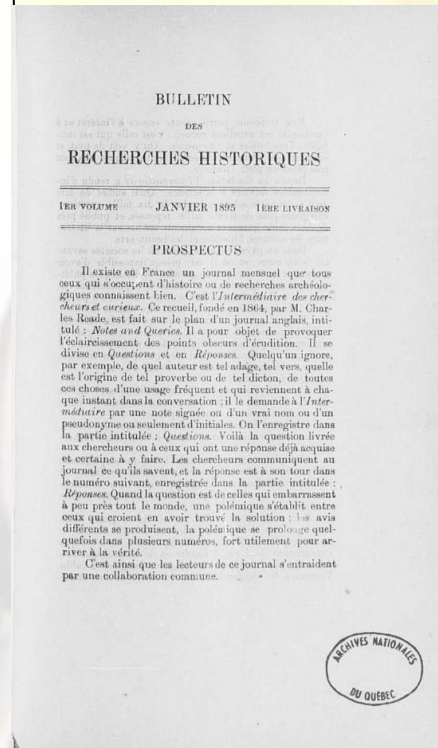 BULLETIN
DES
RECHERCHES HISTORIQUES
1ER VOLUME JANVIER 1895 1ÈRE LIVRAISON
PROSPECTUS
Il existe en France un journal mensuel que tous
ceux qui s'occupent d'histoire ou de recherches archéolo-
giques connaissent bien. C'est l'Intermédiaire des cher-
cheurs et curieux. Ce recueil, fondé en 1864, par M. Char-
les Reade, est fait sur le plan d'un journal anglais, inti-
tulé : Notes and Queries. Il a pour objet de provoquer
l'éclaircissement des points obscurs d'érudition. Il se
divise en Questions et en Réponses. Quelqu'un ignore,
par exemple, de quel auteur est tel adage, tel vers, quelle
est l'origine de tel proverbe ou de tel dicton, de toutes
ces choses d'une usage fréquent et qui reviennent à cha-
que instant dans la conversation ; il le demande à l'Inter-
médiaire par une note signée ou d'un vrai nom ou d'un
pseudonyme ou seulement d'initiales. On l'enregistre dans
la partie intitulée : Questions. Voilà la question livrée
aux chercheurs ou à ceux qui ont une réponse déjà acquise
et certaine à y faire. Les chercheurs communiquent au
journal ce qu'ils savent, et la réponse est à son tour dans
le numéro suivant, enregistrée dans la partie intitulée :
Réponses. Quand la question est de celles qui embarrassent
à peu près tout le monde, une polémique s'établit entre
ceux qui croient en avoir trouvé la solution ; les avis
différents se produisent, la polémique se prolonge quel-
quefois dans plusieurs numéros, fort utilement pour ar-
river à la vérité.
C'est ainsi que les lecteurs de ce journal s'entraident
par une collaboration commune.
ARCHIVES NATIONALES
DU QUÉBEC